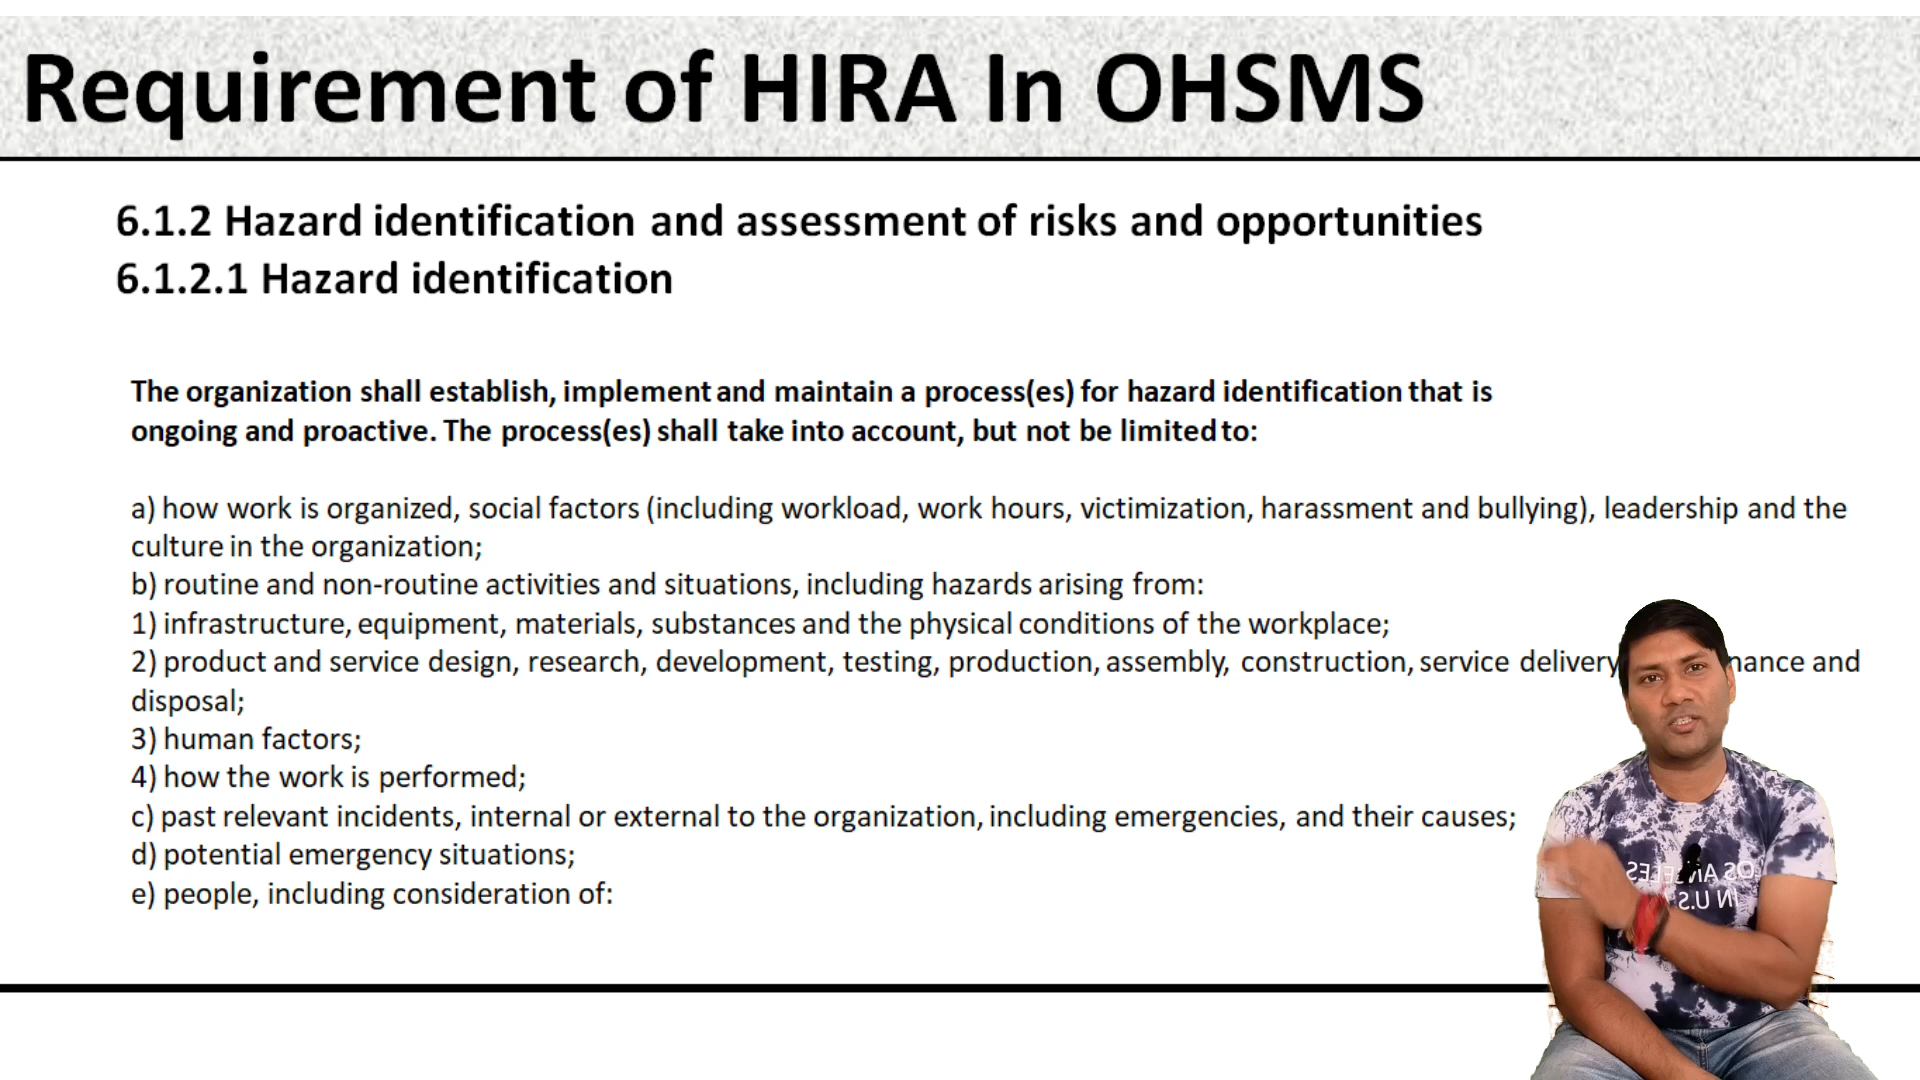 Requirement of HIRA In OHSMS
6.1.2 Hazard identification and assessment of risks and opportunities
6.1.2.1 Hazard identification
The organization shall establish, implement and maintain a process(es) for hazard identification that is
ongoing and proactive. The process(es) shall take into account, but not be limited to:
a) how work is organized, social factors (including workload, work hours, victimization, harassment and bullying), leadership and the
culture in the organization;
b) routine and non-routine activities and situations, including hazards arising from:
1) infrastructure, equipment, materials, substances and the physical conditions of the workplace;
2) product and service design, research, development, testing, production, assembly, construction, service delivery and
disposal;
3) human factors;
4) how the work is performed;
c) past relevant incidents, internal or external to the organization, including emergencies, and their causes;
d) potential emergency situations;
e) people, including consideration of: